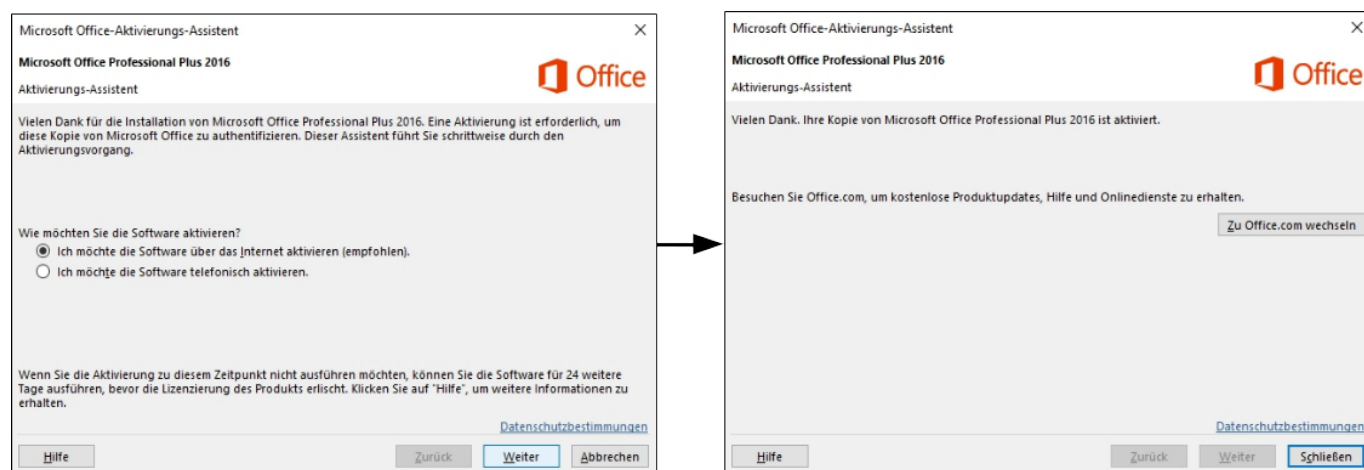 Microsoft Office-Aktivierungs-Assistent
Microsoft Office Professional Plus 2016
Office
Aktivierungs-Assistent
Vielen Dank für die Installation von Microsoft Office Professional Plus 2016. Eine Aktivierung ist erforderlich, um
diese Kopie von Microsoft Office zu authentifizieren. Dieser Assistent führt Sie schrittweise durch den
Aktivierungsvorgang.
Wie möchten Sie die Software aktivieren?
Ich möchte die Software über das Internet aktivieren (empfohlen).
Ich möchte die Software telefonisch aktivieren.
Wenn Sie die Aktivierung zu diesem Zeitpunkt nicht ausführen möchten, können Sie die Software für 24 weitere
Tage ausführen, bevor die Lizenzierung des Produkts erlischt. Klicken Sie auf "Hilfe", um weitere Informationen zu
erhalten.
Datenschutzbestimmungen
Hilfe
Zurück
Weiter
Abbrechen
Microsoft Office-Aktivierungs-Assistent
Microsoft Office Professional Plus 2016
Office
Aktivierungs-Assistent
Vielen Dank. Ihre Kopie von Microsoft Office Professional Plus 2016 ist aktiviert.
Besuchen Sie Office.com, um kostenlose Produktupdates, Hilfe und Onlinedienste zu erhalten.
Zu Office.com wechseln
Datenschutzbestimmungen
Hilfe
Zurück
Weiter
Schließen